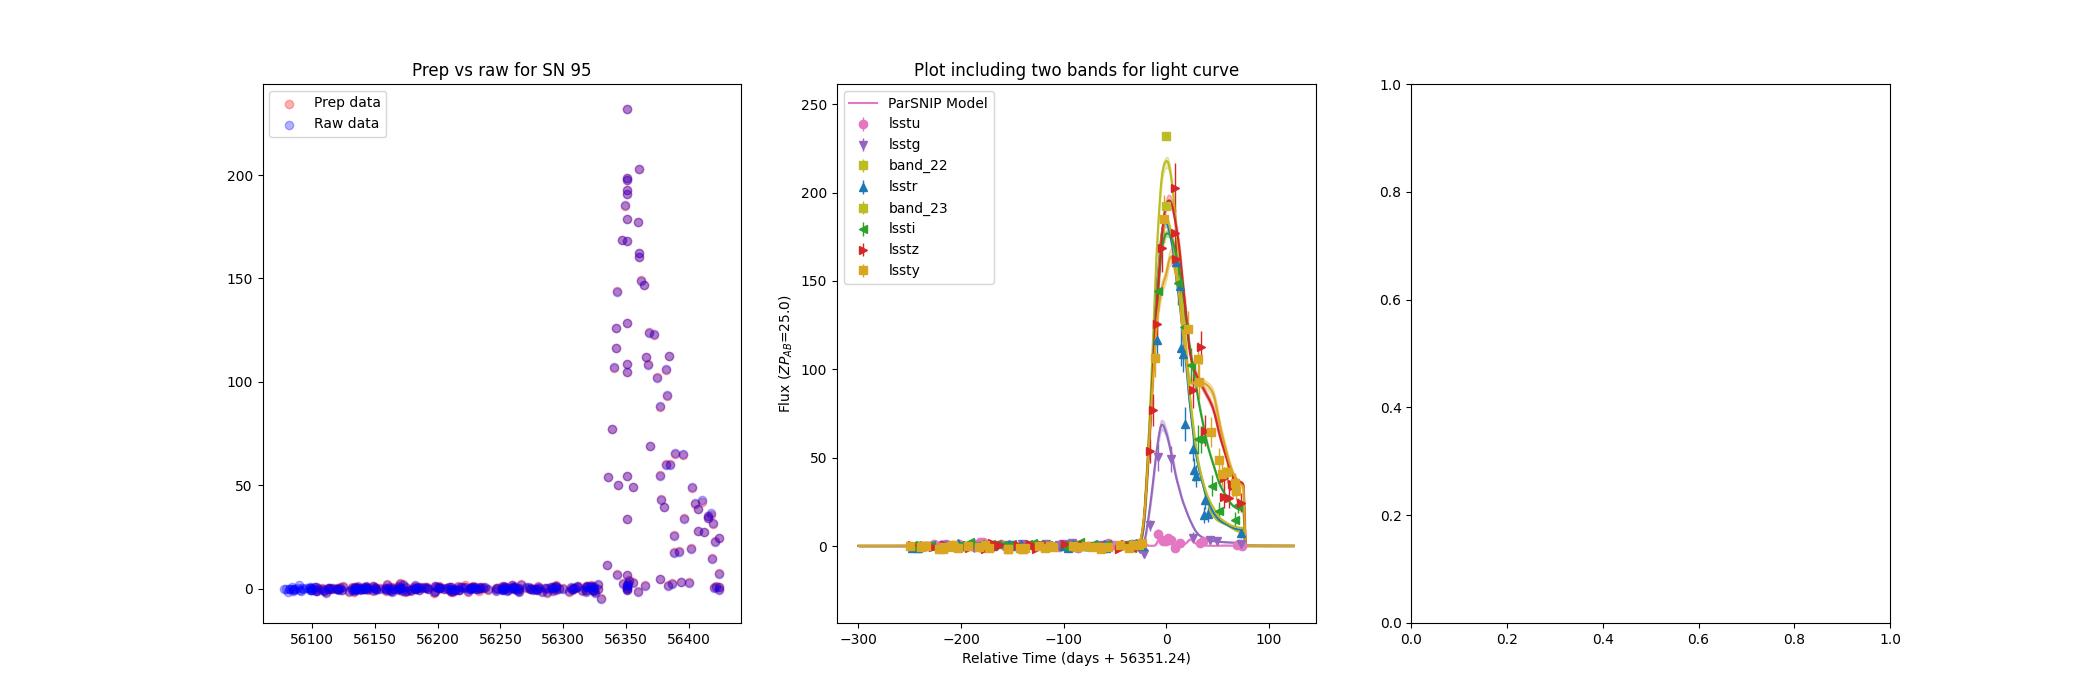 Prep vs raw for SN 95
Prep data
Raw data
200
150
100
50
0
56100 56150 56200 56250 56300 56350 56400
Plot including two bands for light curve
ParSNIP Model
lsstu
lsstg
band_22
lsstr
band_23
lssti
lsstz
lssty
Flux (ZP_AB=25.0)
250
200
150
100
50
0
−300 −200 −100 0 100
Relative Time (days + 56351.24)
1.0
0.8
0.6
0.4
0.2
0.0
0.0 0.2 0.4 0.6 0.8 1.0